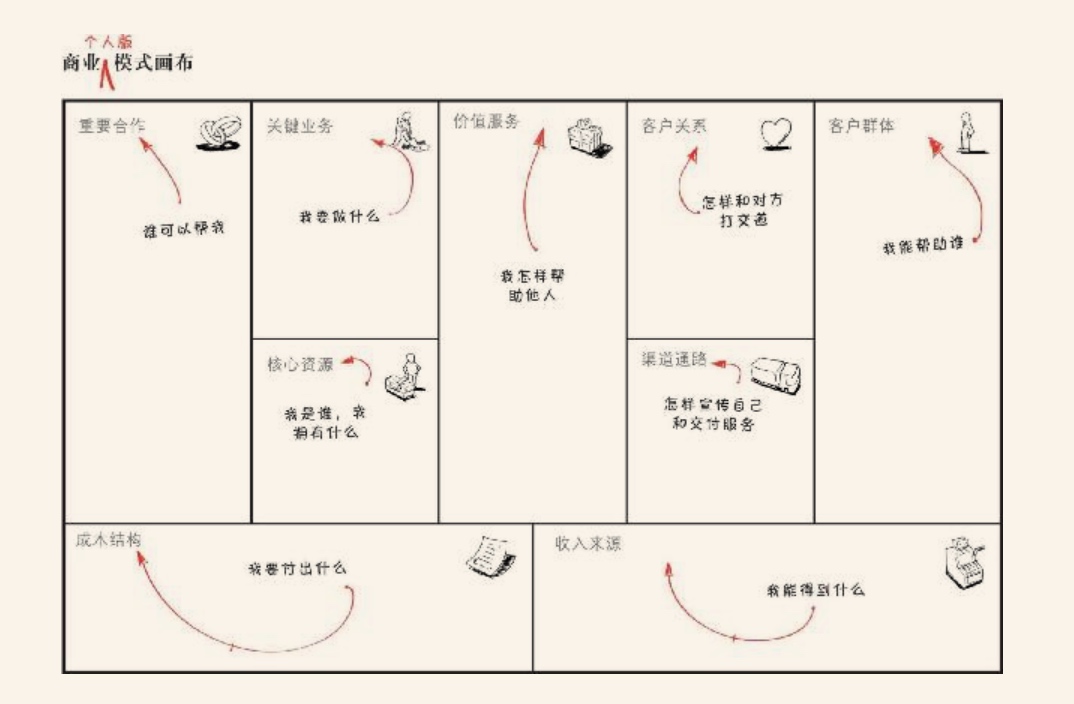 个人版
商业 模式画布
重要合作
谁可以帮我
关键业务
我要做什么
价值服务
我怎样帮
助他人
客户关系
怎样和对方
打交道
客户群体
我能帮助谁
核心资源
我是谁，我
拥有什么
渠道通路
怎样宣传自己
和交付服务
成本结构
我要付出什么
收入来源
我能得到什么